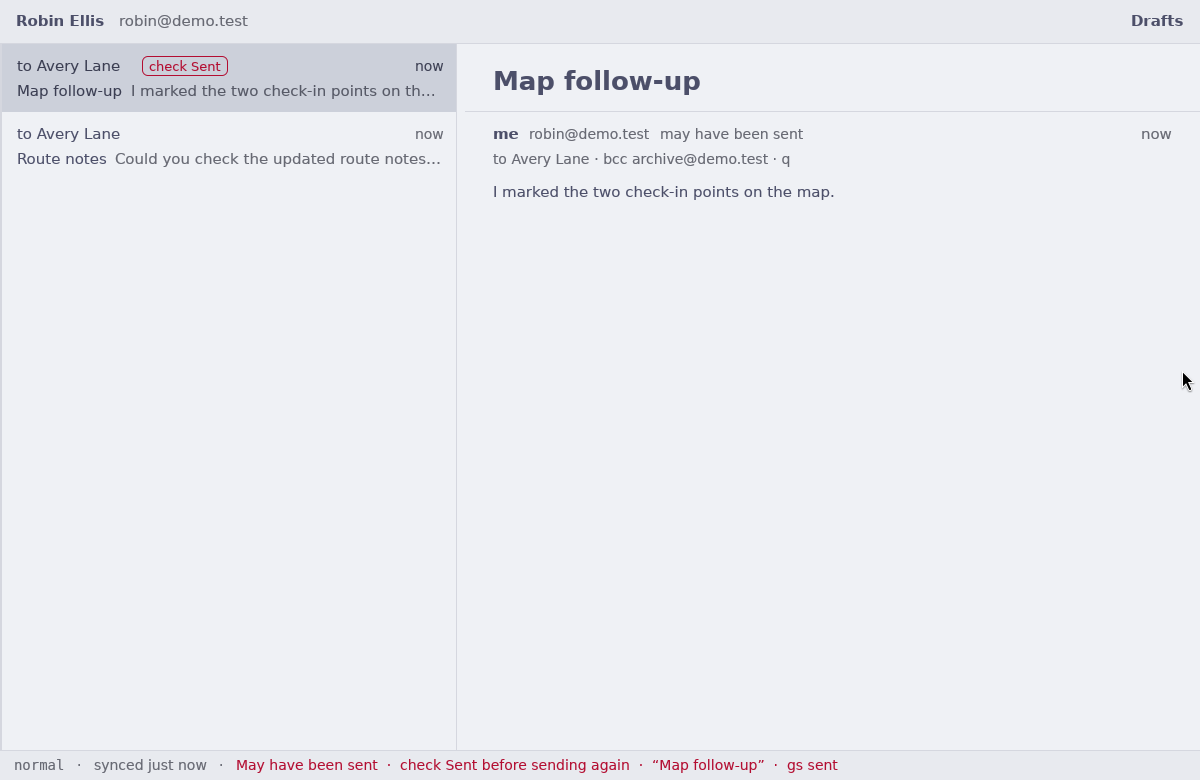 Robin Ellis robin@demo.test Drafts
to Avery Lane check Sent now
Map follow-up I marked the two check-in points on th…
to Avery Lane now
Route notes Could you check the updated route notes…
Map follow-up
me robin@demo.test may have been sent now
to Avery Lane · bcc archive@demo.test · q
I marked the two check-in points on the map.
normal · synced just now · May have been sent · check Sent before sending again · “Map follow-up” · gs sent